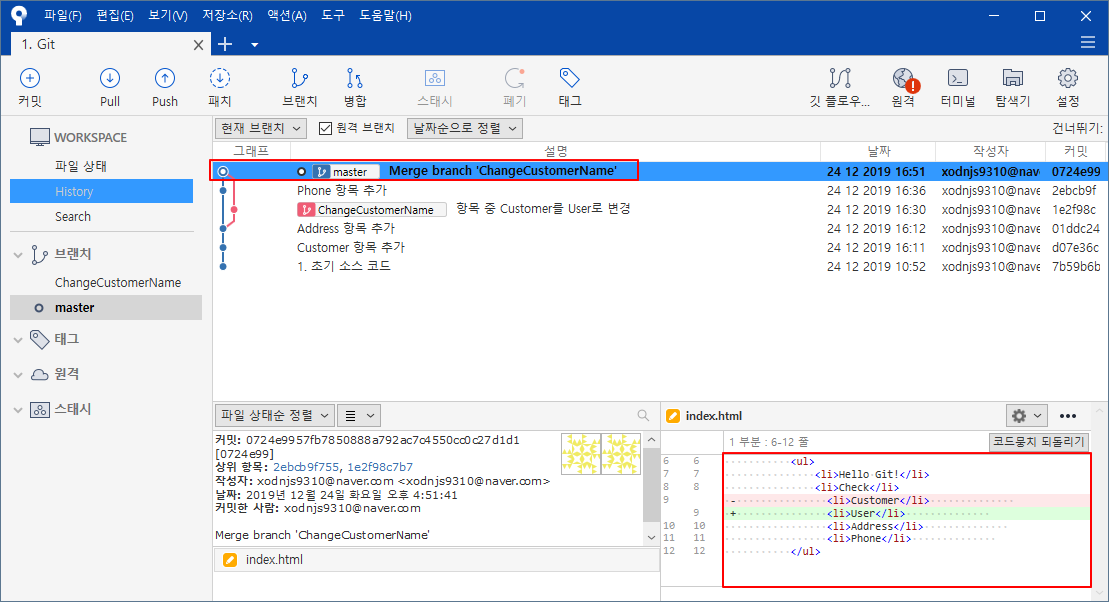 파일(F) 편집(E) 보기(V) 저장소(R) 액션(A) 도구 도움말(H)
1. Git
커밋 Pull Push 패치 브랜치 병합 스태시 폐기 태그 깃 플로우... 원격 터미널 탐색기 설정
WORKSPACE
파일 상태
History
Search
브랜치
ChangeCustomerName
master
태그
원격
스태시
현재 브랜치 원격 브랜치 날짜순으로 정렬 건너뛰기:
그래프 설명 날짜 작성자 커밋
master Merge branch 'ChangeCustomerName' 24 12 2019 16:51 xodnjs9310@nave 0724e99
Phone 항목 추가 24 12 2019 16:36 xodnjs9310@nave 2ebcb9f
ChangeCustomerName 항목 중 Customer를 User로 변경 24 12 2019 16:30 xodnjs9310@nave 1e2f98c
Address 항목 추가 24 12 2019 16:12 xodnjs9310@nave 01ddc24
Customer 항목 추가 24 12 2019 16:11 xodnjs9310@nave d07e36c
1. 초기 소스 코드 24 12 2019 10:52 xodnjs9310@nave 7b59b6b
파일 상태순 정렬
커밋: 0724e9957fb7850888a792ac7c4550cc0c27d1d1
[0724e99]
상위 항목: 2ebcb9f755, 1e2f98c7b7
작성자: xodnjs9310@naver.com <xodnjs9310@naver.com>
날짜: 2019년 12월 24일 화요일 오후 4:51:41
커밋한 사람: xodnjs9310@naver.com
Merge branch 'ChangeCustomerName'
index.html
index.html
1 부분 : 6-12 줄 코드뭉치 되돌리기
6 6 <ul>
7 7 <li>Hello Git!</li>
8 8 <li>Check</li>
9 - <li>Customer</li>
9 + <li>User</li>
10 10 <li>Address</li>
11 11 <li>Phone</li>
12 12 </ul>